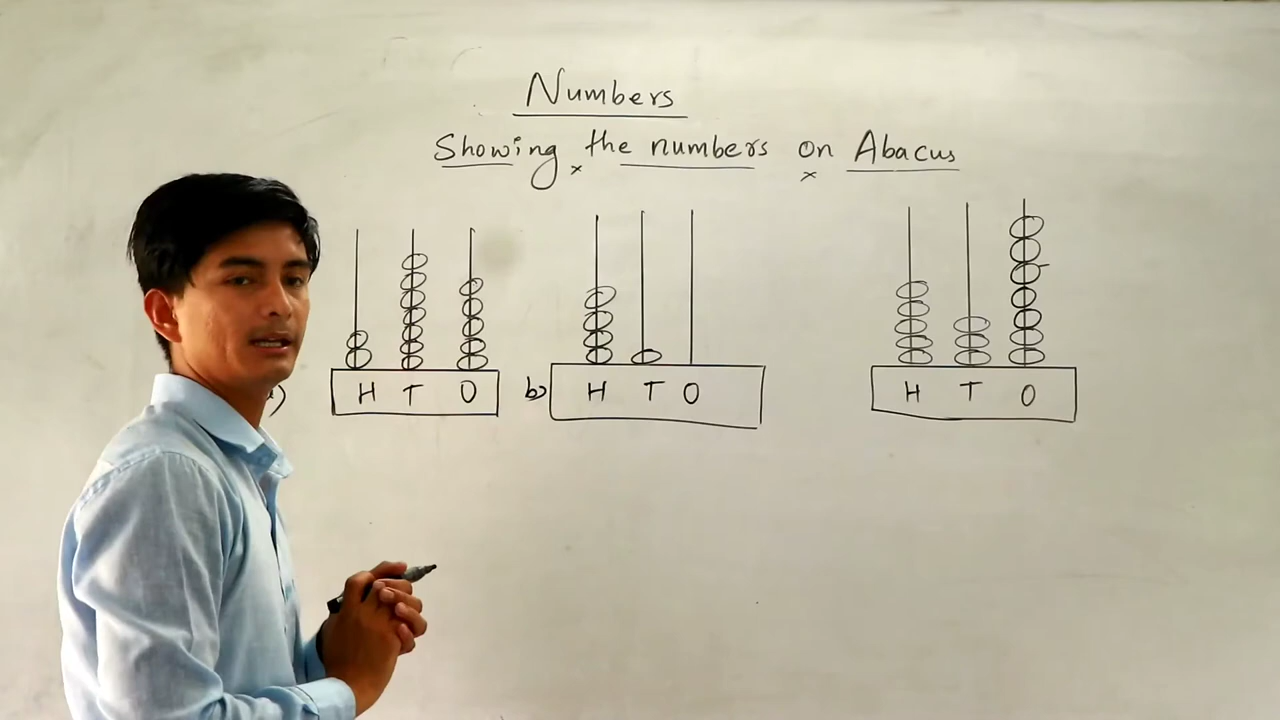 Numbers
Showing the numbers on Abacus
H T O
b) H T O
H T O